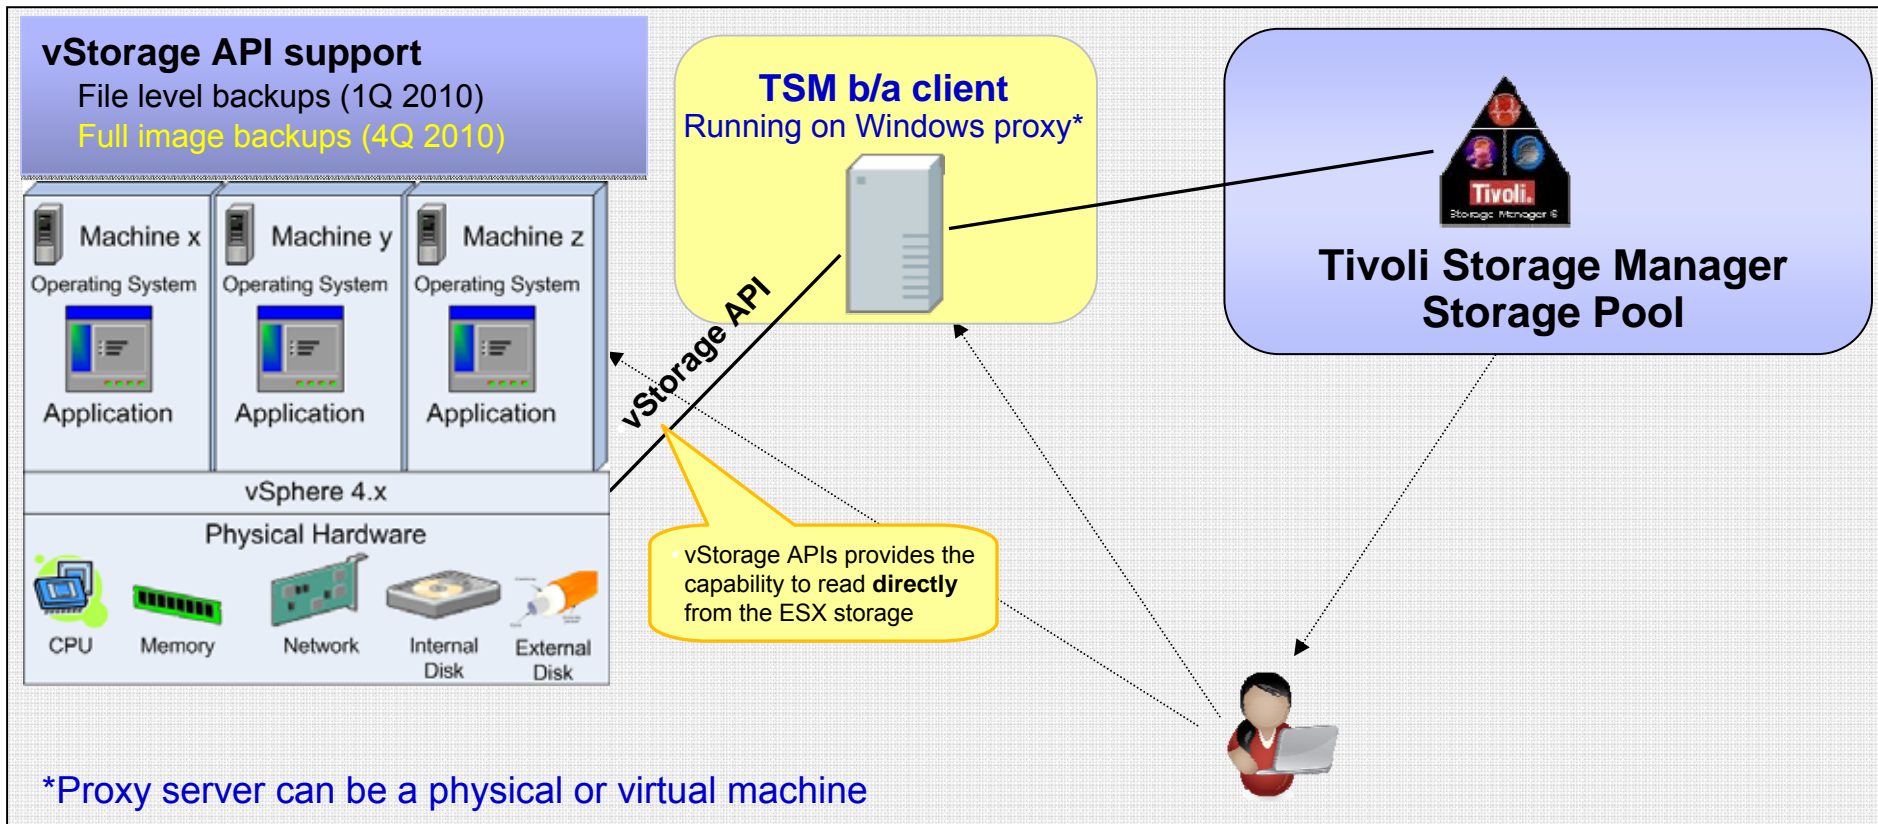 vStorage API support
File level backups (1Q 2010)
Full image backups (4Q 2010)
Machine x
Operating System
Application
Machine y
Operating System
Application
Machine z
Operating System
Application
vSphere 4.x
Physical Hardware
CPU
Memory
Network
Internal
Disk
External
Disk
vStorage API
TSM b/a client
Running on Windows proxy*
Tivoli.
Storage Manager 6
Tivoli Storage Manager
Storage Pool
vStorage APIs provides the
capability to read directly
from the ESX storage
*Proxy server can be a physical or virtual machine